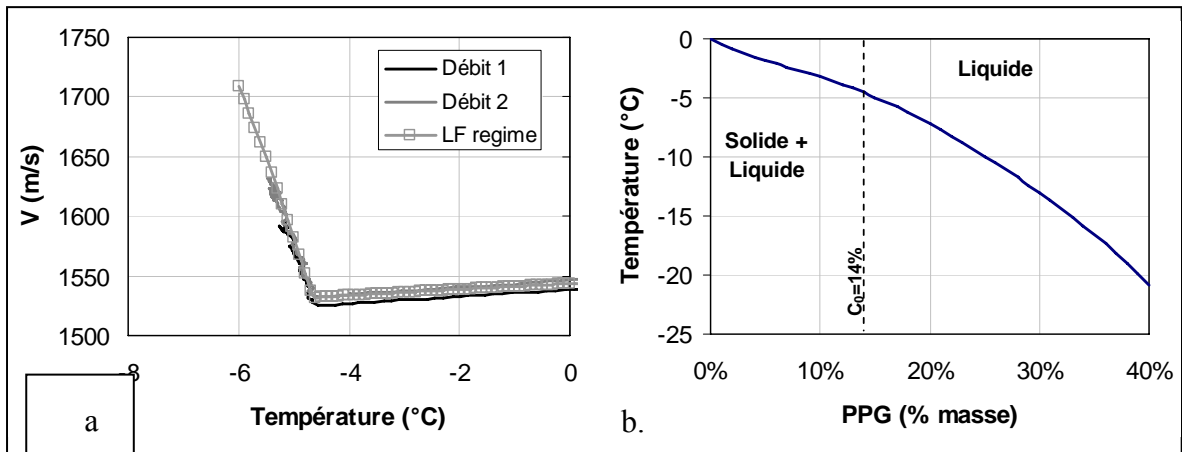 1750
1700
1650
1600
1550
1500
V (m/s)
Débit 1
Débit 2
LF regime
-8
-6
-4
-2
0
Température (°C)
a
0
-5
-10
-15
-20
-25
Température (°C)
Liquide
Solide +
Liquide
C₀=14%
0%
10%
20%
30%
40%
PPG (% masse)
b.